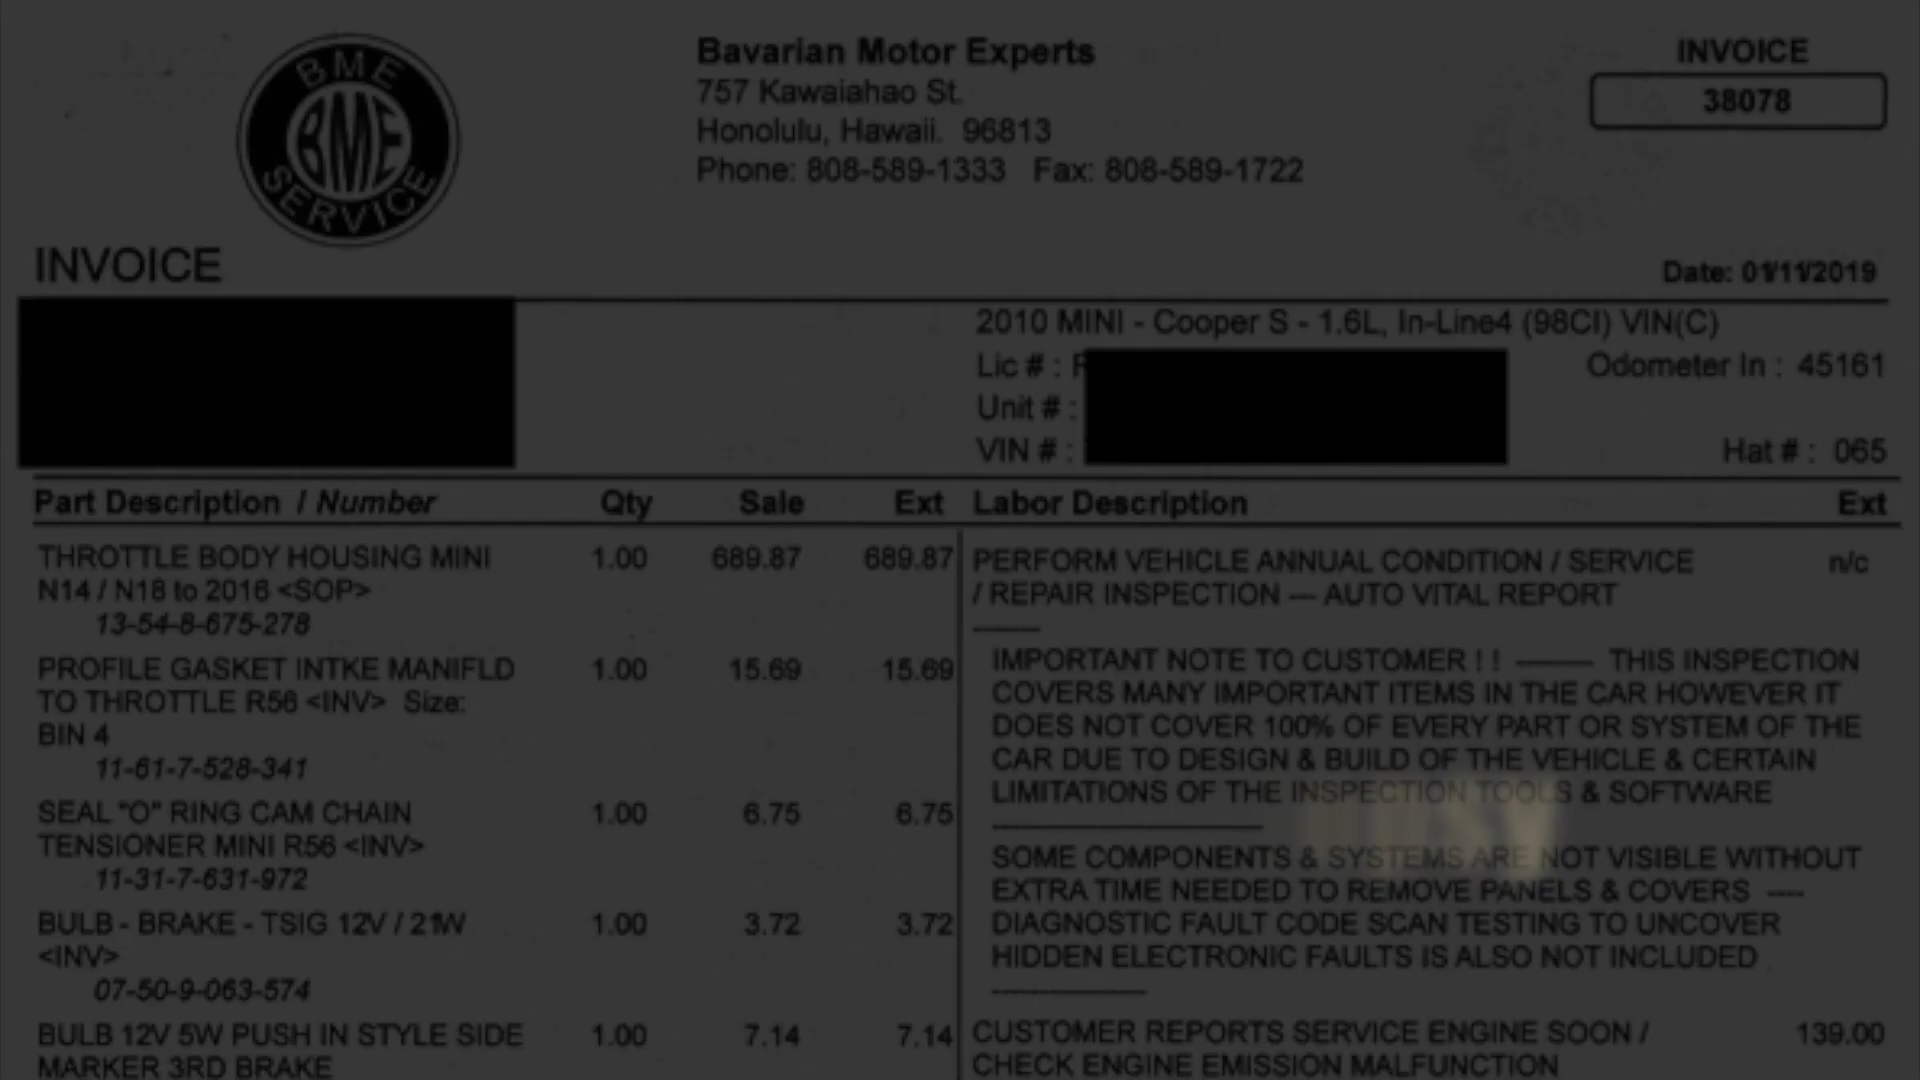 BME
BME
SERVICE
Bavarian Motor Experts
757 Kawaiahao St.
Honolulu, Hawaii. 96813
Phone: 808-589-1333 Fax: 808-589-1722
INVOICE
38078
INVOICE
Date: 01/11/2019
2010 MINI - Cooper S - 1.6L, In-Line4 (98CI) VIN(C)
Lic # : Odometer In : 45161
Unit # :
VIN # : Hat # : 065
Part Description / Number Qty Sale Ext Labor Description Ext
THROTTLE BODY HOUSING MINI 1.00 689.87 689.87
N14 / N18 to 2016 <SOP>
13-54-8-675-278
PROFILE GASKET INTKE MANIFLD 1.00 15.69 15.69
TO THROTTLE R56 <INV> Size:
BIN 4
11-61-7-528-341
SEAL "O" RING CAM CHAIN 1.00 6.75 6.75
TENSIONER MINI R56 <INV>
11-31-7-631-972
BULB - BRAKE - TSIG 12V / 21W 1.00 3.72 3.72
<INV>
07-50-9-063-574
BULB 12V 5W PUSH IN STYLE SIDE 1.00 7.14 7.14
MARKER 3RD BRAKE
PERFORM VEHICLE ANNUAL CONDITION / SERVICE n/c
/ REPAIR INSPECTION --- AUTO VITAL REPORT
--------
IMPORTANT NOTE TO CUSTOMER ! ! -------- THIS INSPECTION
COVERS MANY IMPORTANT ITEMS IN THE CAR HOWEVER IT
DOES NOT COVER 100% OF EVERY PART OR SYSTEM OF THE
CAR DUE TO DESIGN & BUILD OF THE VEHICLE & CERTAIN
LIMITATIONS OF THE INSPECTION TOOLS & SOFTWARE
------------------------------
SOME COMPONENTS & SYSTEMS ARE NOT VISIBLE WITHOUT
EXTRA TIME NEEDED TO REMOVE PANELS & COVERS ----
DIAGNOSTIC FAULT CODE SCAN TESTING TO UNCOVER
HIDDEN ELECTRONIC FAULTS IS ALSO NOT INCLUDED
-----------------
CUSTOMER REPORTS SERVICE ENGINE SOON / 139.00
CHECK ENGINE EMISSION MALFUNCTION